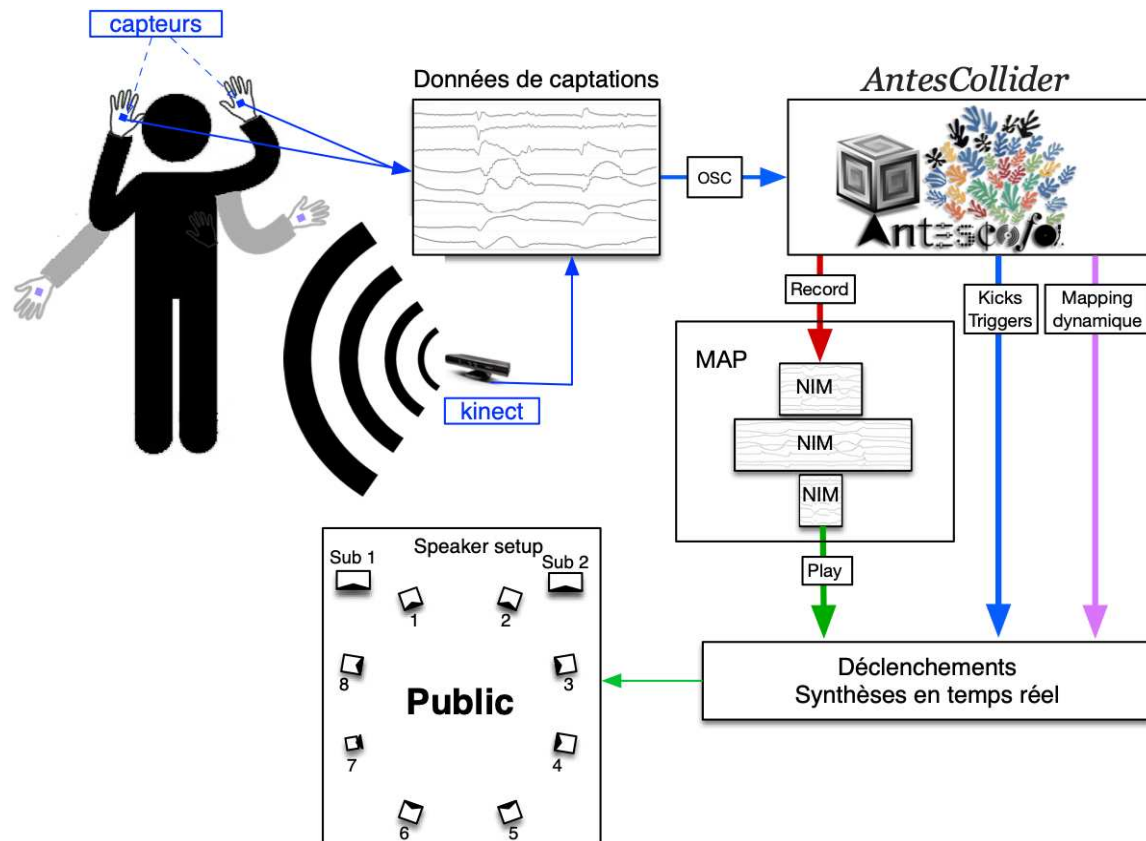 capteurs
Données de captations
AntesCollider
OSC
Antescofo
kinect
Record
Kicks
Triggers
Mapping
dynamique
MAP
NIM
NIM
NIM
Play
Speaker setup
Sub 1
Sub 2
1
2
8
3
Public
7
4
6
5
Déclenchements
Synthèses en temps réel